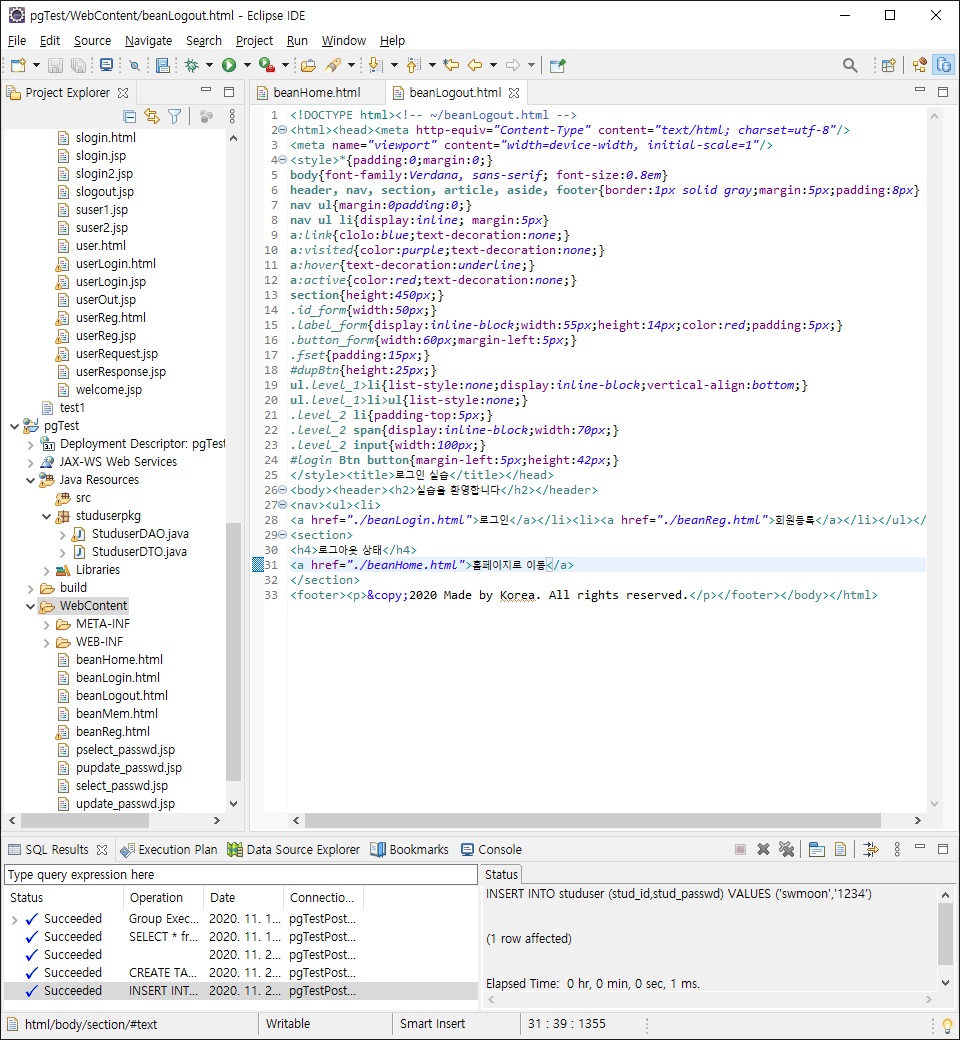 pgTest/WebContent/beanLogout.html - Eclipse IDE
File Edit Source Navigate Search Project Run Window Help
Project Explorer
slogin.html
slogin.jsp
slogin2.jsp
slogout.jsp
suser1.jsp
suser2.jsp
user.html
userLogin.html
userLogin.jsp
userOut.jsp
userReg.html
userReg.jsp
userRequest.jsp
userResponse.jsp
welcome.jsp
test1
pgTest
Deployment Descriptor: pgTest
JAX-WS Web Services
Java Resources
src
studuserpkg
StuduserDAO.java
StuduserDTO.java
Libraries
build
WebContent
META-INF
WEB-INF
beanHome.html
beanLogin.html
beanLogout.html
beanMem.html
beanReg.html
pselect_passwd.jsp
pupdate_passwd.jsp
select_passwd.jsp
update_passwd.jsp
beanHome.html beanLogout.html
1 <!DOCTYPE html><!-- ~/beanLogout.html -->
2 <html><head><meta http-equiv="Content-Type" content="text/html; charset=utf-8"/>
3 <meta name="viewport" content="width=device-width, initial-scale=1"/>
4 <style>*{padding:0;margin:0;}
5 body{font-family:Verdana, sans-serif; font-size:0.8em}
6 header, nav, section, article, aside, footer{border:1px solid gray;margin:5px;padding:8px}
7 nav ul{margin:0padding:0;}
8 nav ul li{display:inline; margin:5px}
9 a:link{clolo:blue;text-decoration:none;}
10 a:visited{color:purple;text-decoration:none;}
11 a:hover{text-decoration:underline;}
12 a:active{color:red;text-decoration:none;}
13 section{height:450px;}
14 .id_form{width:50px;}
15 .label_form{display:inline-block;width:55px;height:14px;color:red;padding:5px;}
16 .button_form{width:60px;margin-left:5px;}
17 .fset{padding:15px;}
18 #dupBtn{height:25px;}
19 ul.level_1>li{list-style:none;display:inline-block;vertical-align:bottom;}
20 ul.level_1>li>ul{list-style:none;}
21 .level_2 li{padding-top:5px;}
22 .level_2 span{display:inline-block;width:70px;}
23 .level_2 input{width:100px;}
24 #login Btn button{margin-left:5px;height:42px;}
25 </style><title>로그인 실습</title></head>
26 <body><header><h2>실습을 환영합니다</h2></header>
27 <nav><ul><li>
28 <a href="./beanLogin.html">로그인</a></li><li><a href="./beanReg.html">회원등록</a></li></ul></
29 <section>
30 <h4>로그아웃 상태</h4>
31 <a href="./beanHome.html">홈페이지로 이동</a>
32 </section>
33 <footer><p>&copy;2020 Made by Korea. All rights reserved.</p></footer></body></html>
SQL Results Execution Plan Data Source Explorer Bookmarks Console
Type query expression here
Status Operation Date Connectio...
Succeeded Group Exec... 2020. 11. 1... pgTestPost...
Succeeded SELECT * fr... 2020. 11. 1... pgTestPost...
Succeeded 2020. 11. 2... pgTestPost...
Succeeded CREATE TA... 2020. 11. 2... pgTestPost...
Succeeded INSERT INT... 2020. 11. 2... pgTestPost...
Status
INSERT INTO studuser (stud_id,stud_passwd) VALUES ('swmoon','1234')
(1 row affected)
Elapsed Time: 0 hr, 0 min, 0 sec, 1 ms.
html/body/section/#text Writable Smart Insert 31 : 39 : 1355